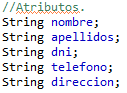 //Atributos.
String nombre;
String apellidos;
String dni;
String telefono;
String direccion;